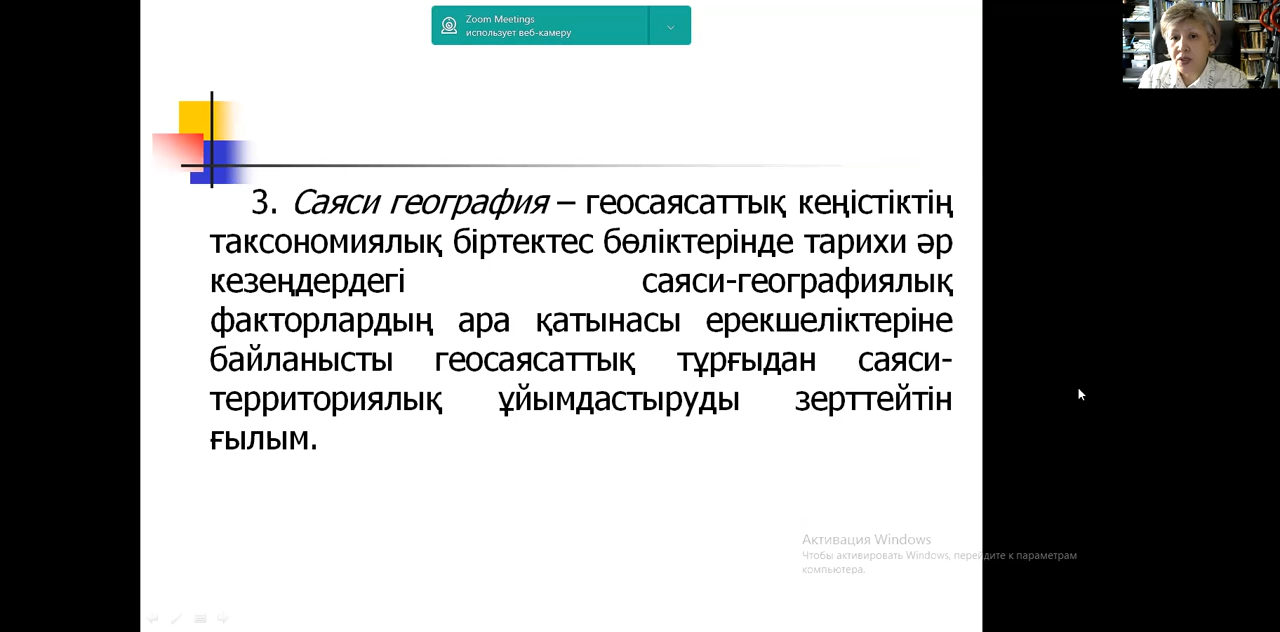 Zoom Meetings
использует веб-камеру
3. Саяси география – геосаясаттық кеңістіктің
таксономиялық біртектес бөліктерінде тарихи әр
кезеңдердегі саяси-географиялық
факторлардың ара қатынасы ерекшеліктеріне
байланысты геосаясаттық тұрғыдан саяси-
территориялық ұйымдастыруды зерттейтін
ғылым.
Активация Windows
Чтобы активировать Windows, перейдите к параметрам
компьютера.